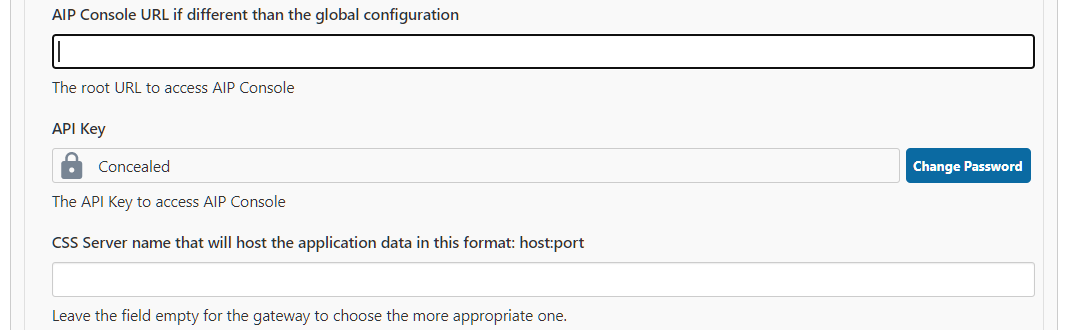 AIP Console URL if different than the global configuration
The root URL to access AIP Console
API Key
Concealed
Change Password
The API Key to access AIP Console
CSS Server name that will host the application data in this format: host:port
Leave the field empty for the gateway to choose the more appropriate one.